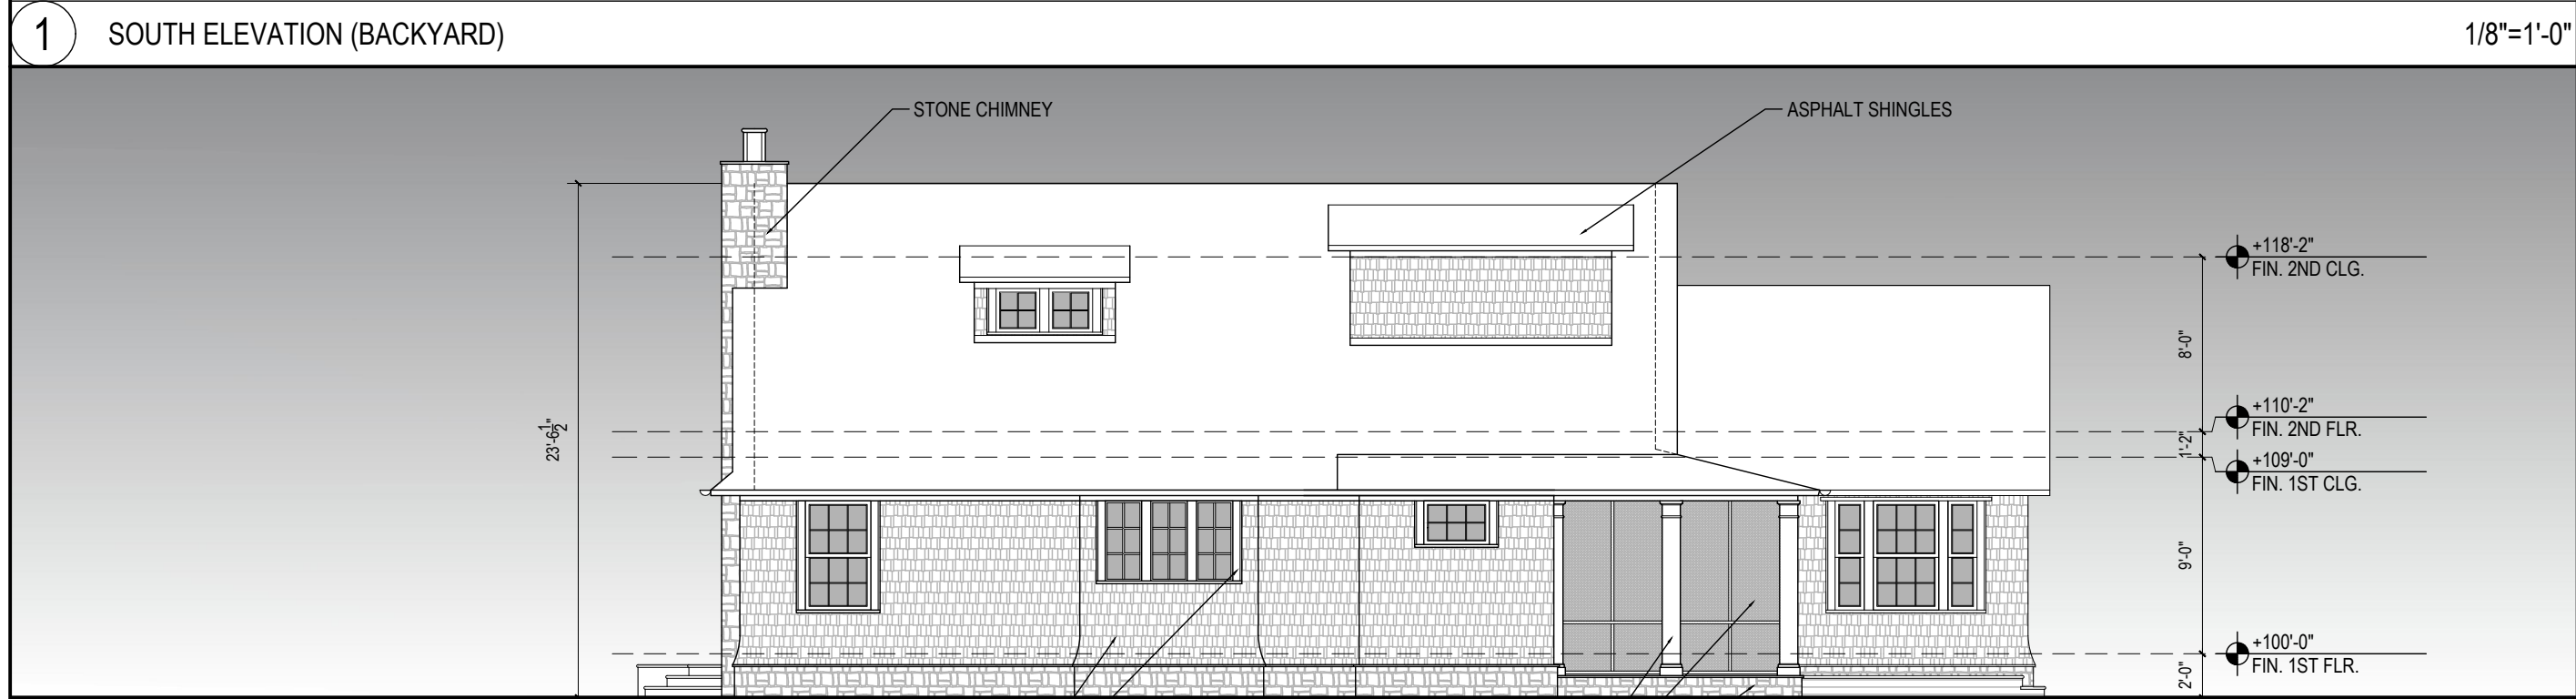 1 SOUTH ELEVATION (BACKYARD) 1/8"=1'-0"
STONE CHIMNEY
ASPHALT SHINGLES
+118'-2"
FIN. 2ND CLG.
8'-0"
+110'-2"
FIN. 2ND FLR.
23'-6 1/2"
1'-2"
+109'-0"
FIN. 1ST CLG.
9'-0"
+100'-0"
FIN. 1ST FLR.
2'-0"